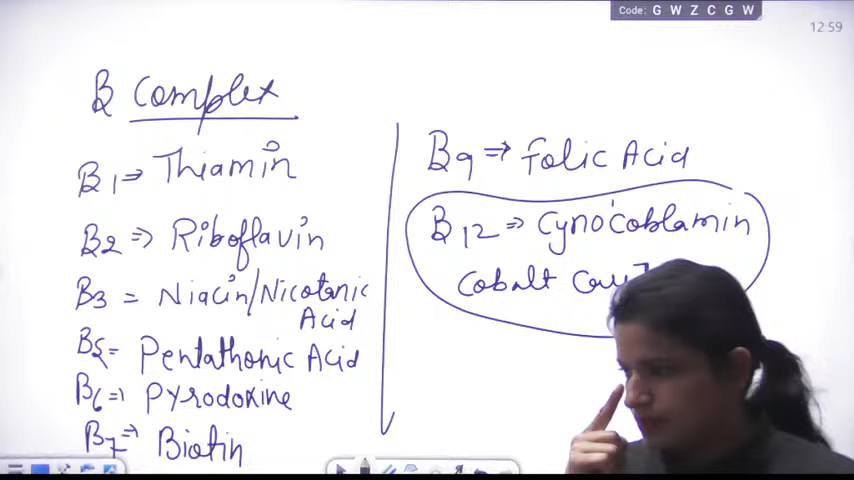 Code: G W Z C G W
12:59
B Complex
B1 ⇒ Thiamin
B2 ⇒ Riboflavin
B3 = Niacin/Nicotanic
Acid
B5 = Pentathonic Acid
B6 ⇒ Pyrodoxine
B7 ⇒ Biotin
B9 ⇒ Folic Acid
B12 ⇒ Cynocoblamin
Cobalt